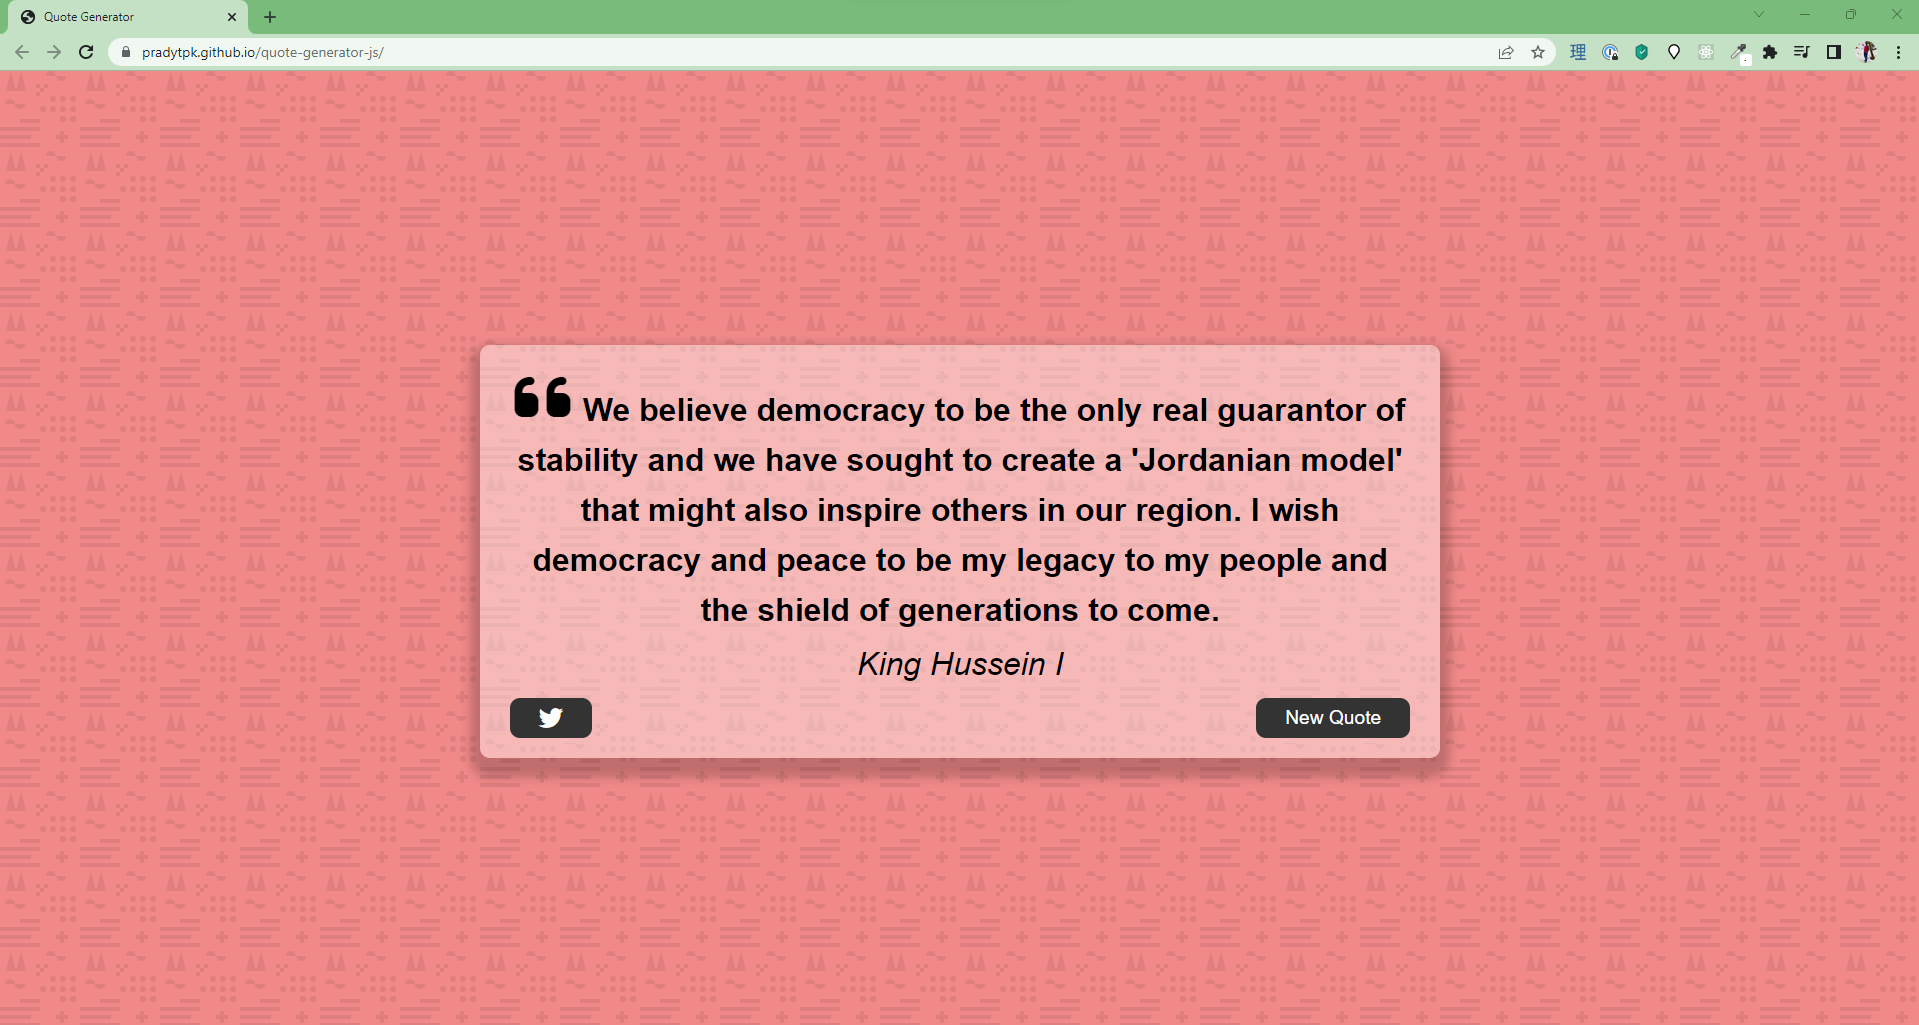 Quote Generator
pradytpk.github.io/quote-generator-js/
理
We believe democracy to be the only real guarantor of
stability and we have sought to create a 'Jordanian model'
that might also inspire others in our region. I wish
democracy and peace to be my legacy to my people and
the shield of generations to come.
King Hussein I
New Quote